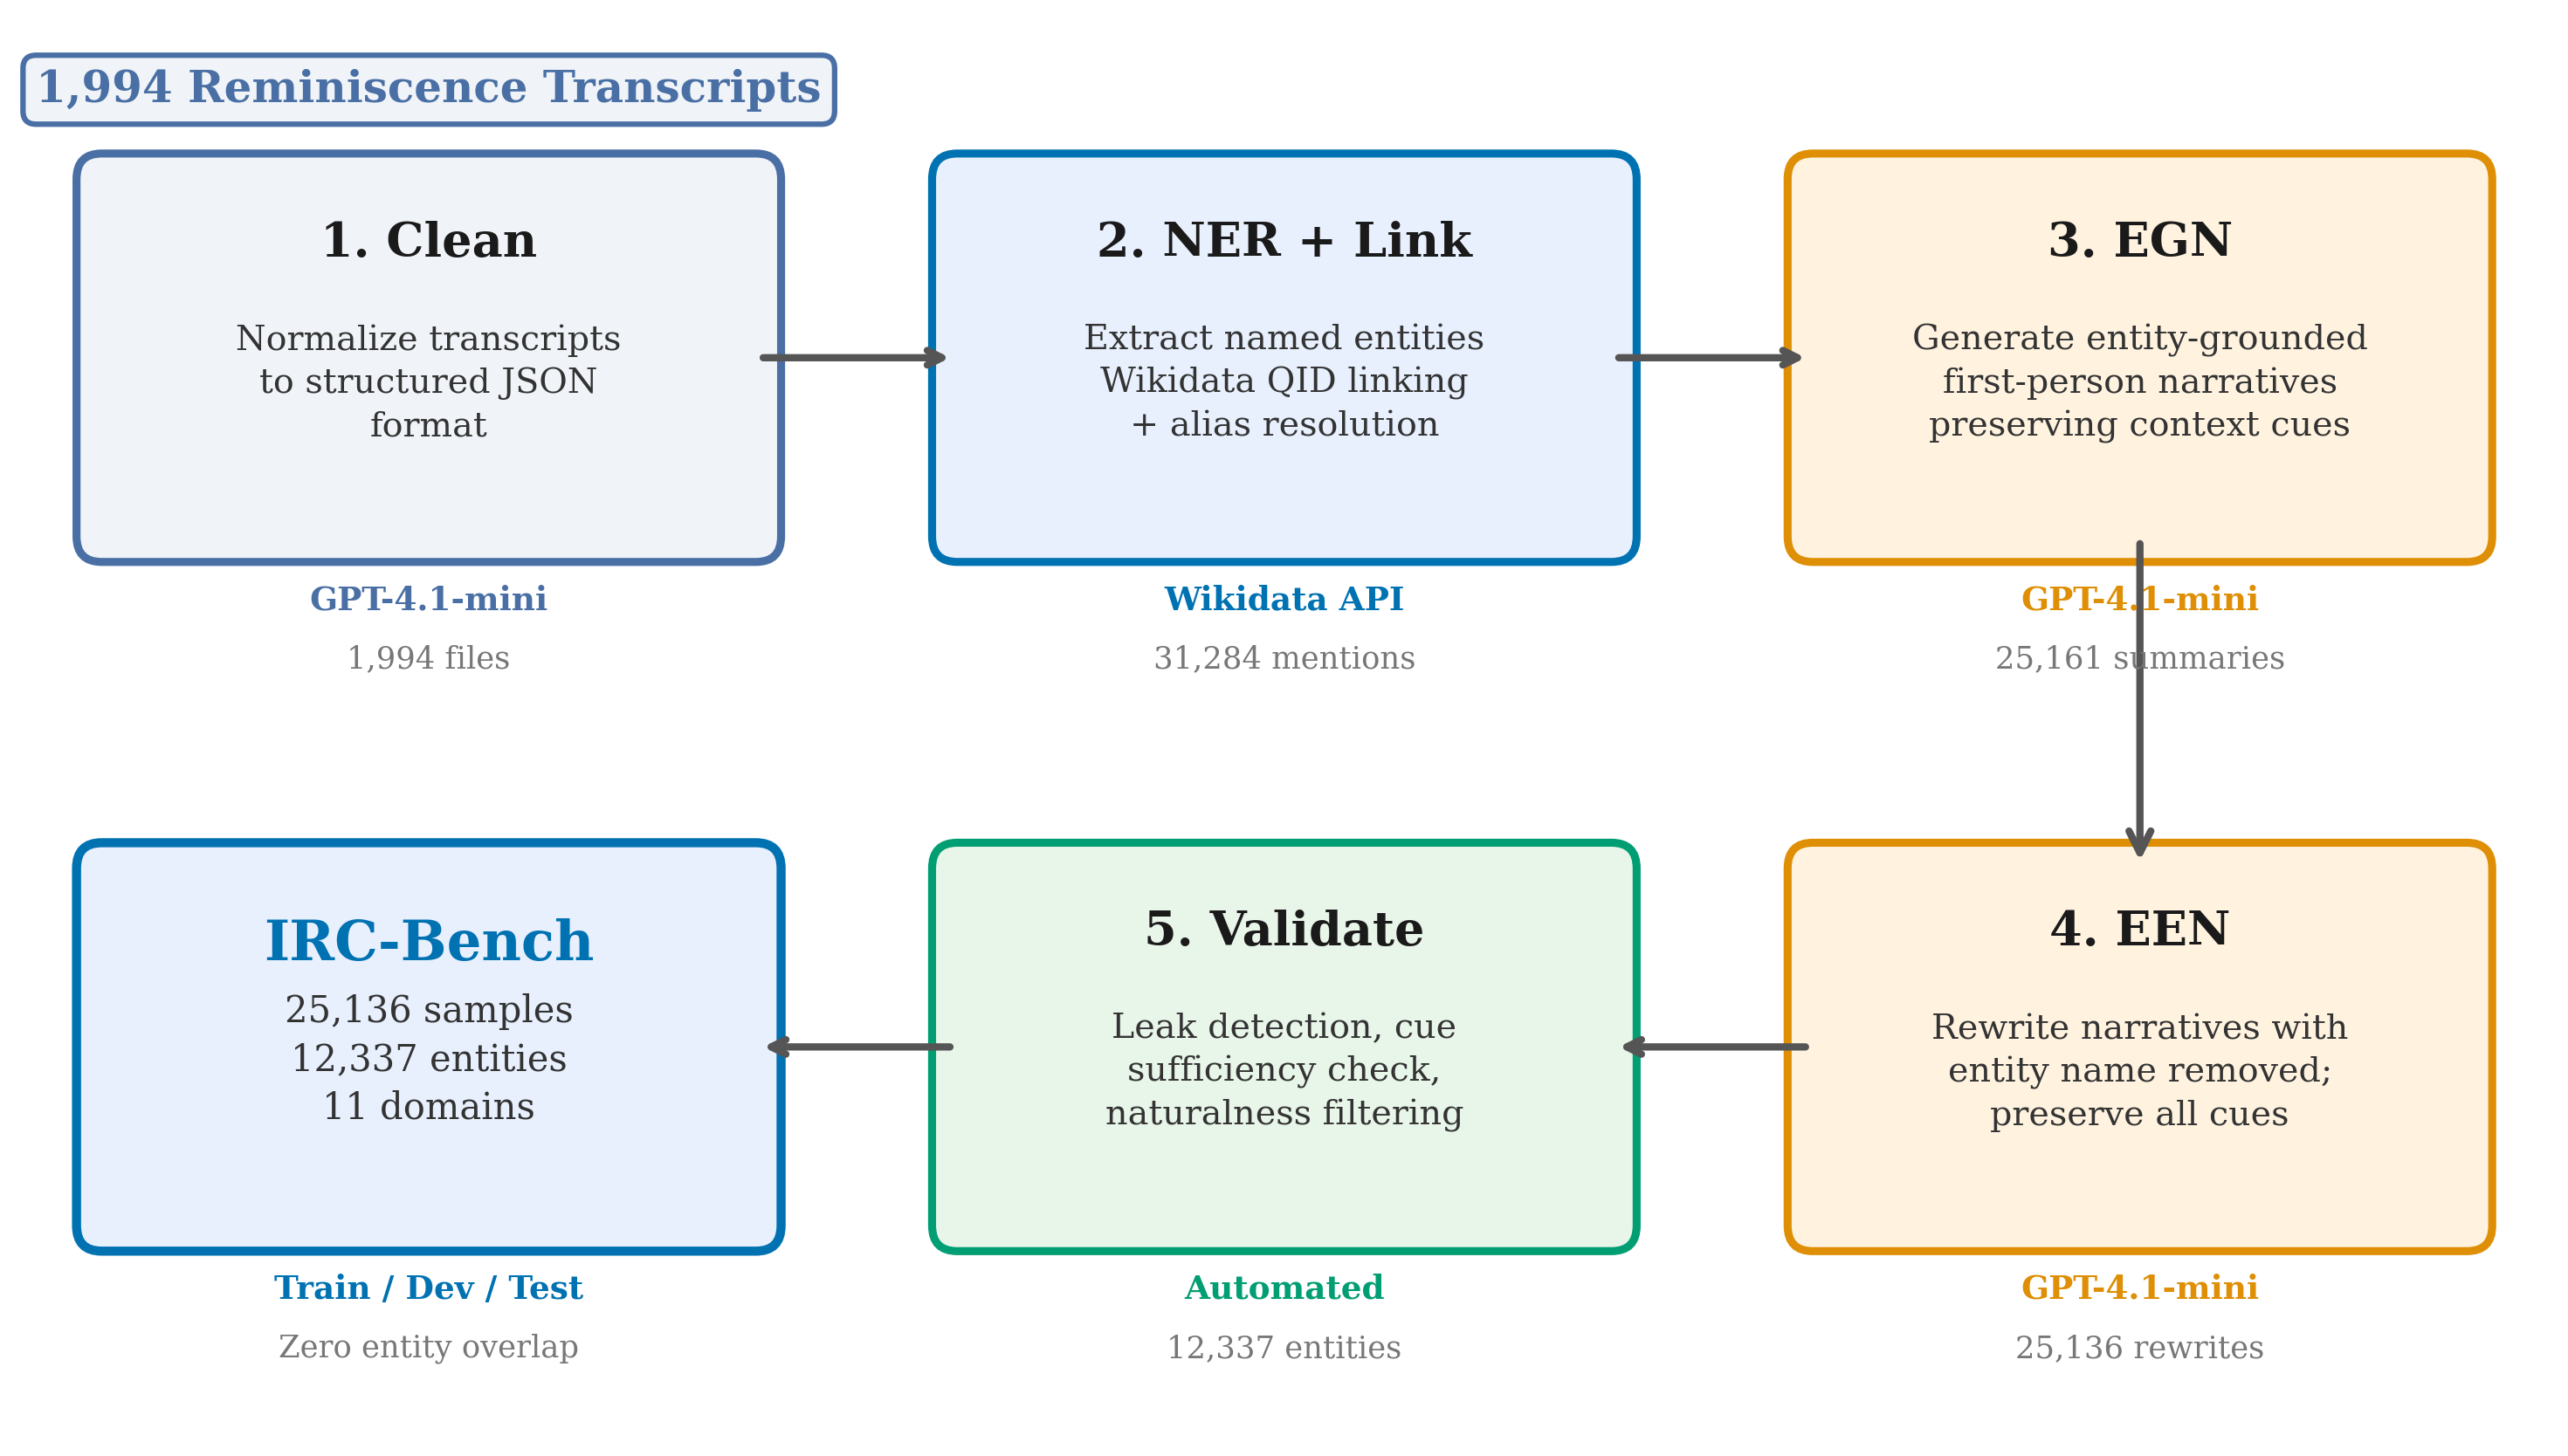 1,994 Reminiscence Transcripts
1. Clean
Normalize transcripts
to structured JSON
format
GPT-4.1-mini
1,994 files
2. NER + Link
Extract named entities
Wikidata QID linking
+ alias resolution
Wikidata API
31,284 mentions
3. EGN
Generate entity-grounded
first-person narratives
preserving context cues
GPT-4.1-mini
25,161 summaries
4. EEN
Rewrite narratives with
entity name removed;
preserve all cues
GPT-4.1-mini
25,136 rewrites
5. Validate
Leak detection, cue
sufficiency check,
naturalness filtering
Automated
12,337 entities
IRC-Bench
25,136 samples
12,337 entities
11 domains
Train / Dev / Test
Zero entity overlap